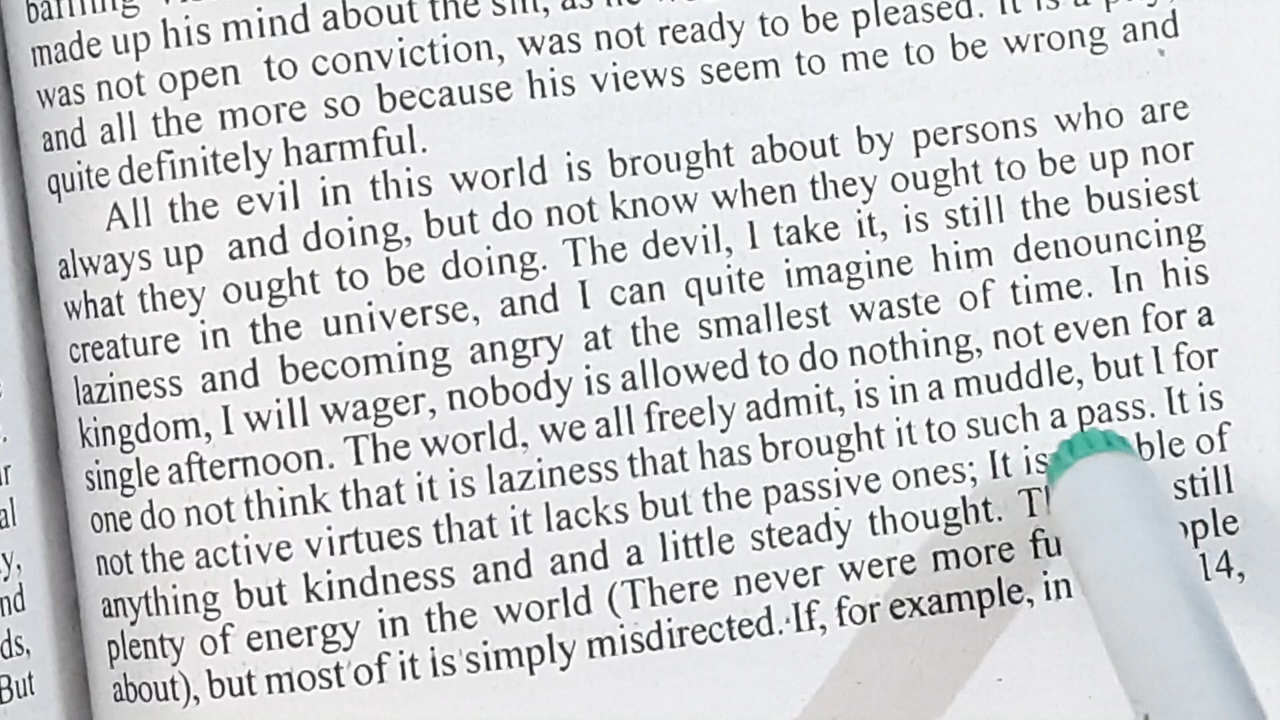 made up his mind about the
was not open to conviction, was not ready to be pleased. It is a
and all the more so because his views seem to me to be wrong and
quite definitely harmful.
All the evil in this world is brought about by persons who are
always up and doing, but do not know when they ought to be up nor
what they ought to be doing. The devil, I take it, is still the busiest
creature in the universe, and I can quite imagine him denouncing
laziness and becoming angry at the smallest waste of time. In his
kingdom, I will wager, nobody is allowed to do nothing, not even for a
single afternoon. The world, we all freely admit, is in a muddle, but I for
one do not think that it is laziness that has brought it to such a pass. It is
not the active virtues that it lacks but the passive ones; It is ble of
anything but kindness and and a little steady thought. still
plenty of energy in the world (There never were more fu ple
about), but most of it is simply misdirected. If, for example, in 14,
ir
al
y,
nd
ds,
But